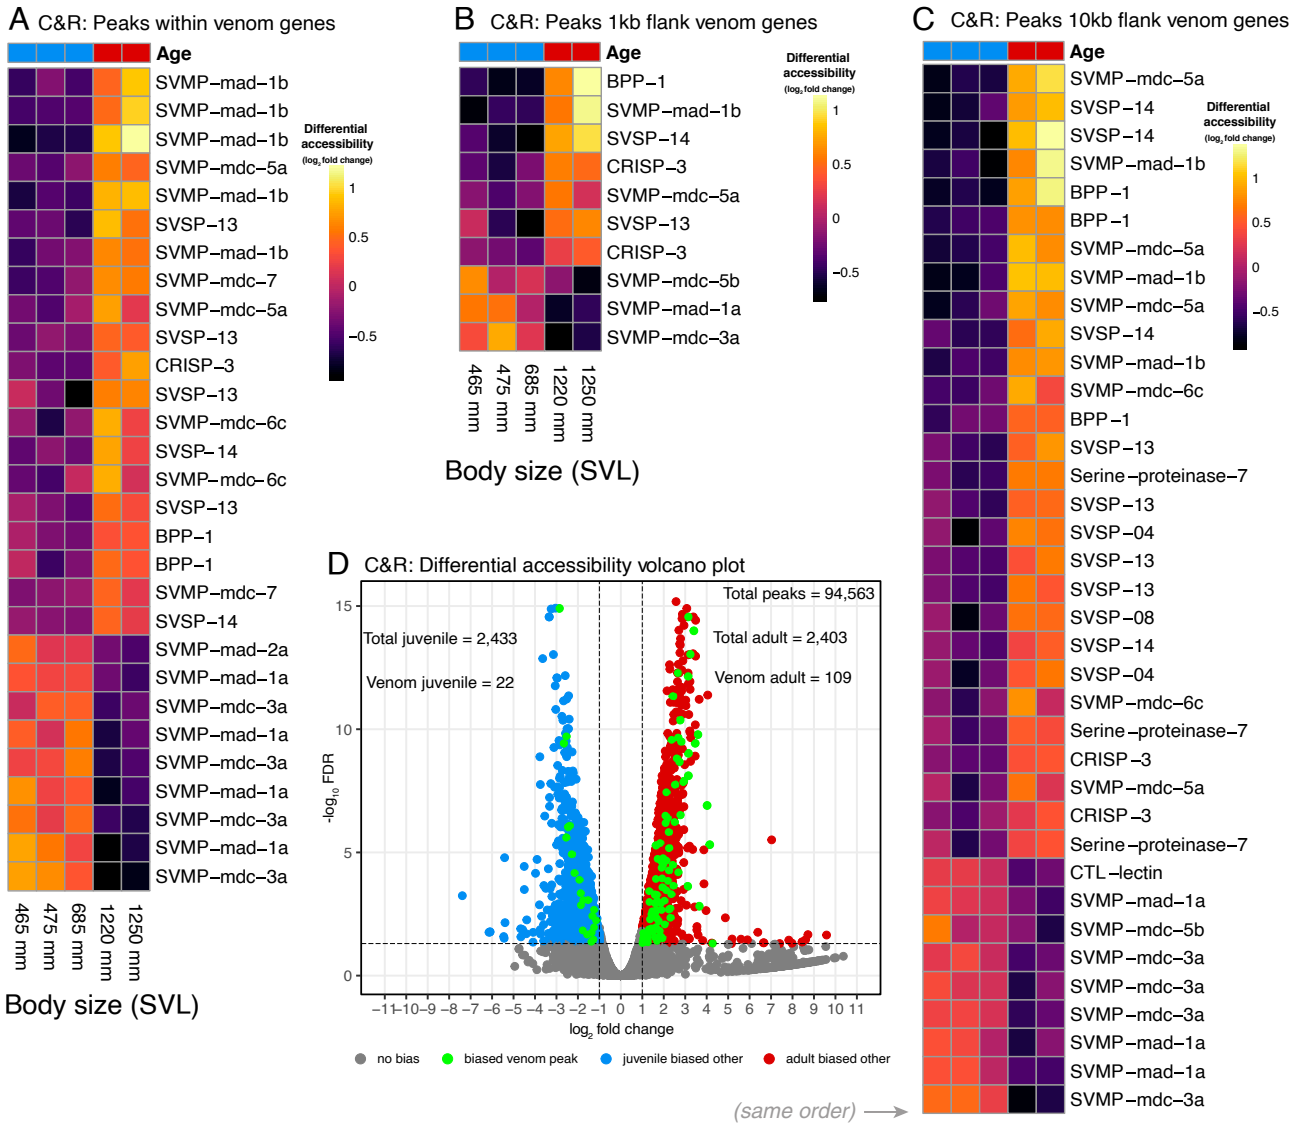 A C&R: Peaks within venom genes
Age
SVMP-mad-1b
SVMP-mad-1b
SVMP-mad-1b
SVMP-mdc-5a
SVMP-mad-1b
SVSP-13
SVMP-mad-1b
SVMP-mdc-7
SVMP-mdc-5a
SVSP-13
CRISP-3
SVSP-13
SVMP-mdc-6c
SVSP-14
SVMP-mdc-6c
SVSP-13
BPP-1
BPP-1
SVMP-mdc-7
SVSP-14
SVMP-mad-2a
SVMP-mad-1a
SVMP-mdc-3a
SVMP-mad-1a
SVMP-mdc-3a
SVMP-mad-1a
SVMP-mdc-3a
SVMP-mad-1a
SVMP-mdc-3a
Differential
accessibility
(log2 fold change)
1
0.5
0
−0.5
465 mm
475 mm
685 mm
1220 mm
1250 mm
Body size (SVL)
B C&R: Peaks 1kb flank venom genes
Age
BPP-1
SVMP-mad-1b
SVSP-14
CRISP-3
SVMP-mdc-5a
SVSP-13
CRISP-3
SVMP-mdc-5b
SVMP-mad-1a
SVMP-mdc-3a
Differential
accessibility
(log2 fold change)
1
0.5
0
−0.5
465 mm
475 mm
685 mm
1220 mm
1250 mm
Body size (SVL)
C C&R: Peaks 10kb flank venom genes
Age
SVMP-mdc-5a
SVSP-14
SVSP-14
SVMP-mad-1b
BPP-1
BPP-1
SVMP-mdc-5a
SVMP-mad-1b
SVMP-mdc-5a
SVSP-14
SVMP-mad-1b
SVMP-mdc-6c
BPP-1
SVSP-13
Serine-proteinase-7
SVSP-13
SVSP-04
SVSP-13
SVSP-13
SVSP-08
SVSP-14
SVSP-04
SVMP-mdc-6c
Serine-proteinase-7
CRISP-3
SVMP-mdc-5a
CRISP-3
Serine-proteinase-7
CTL-lectin
SVMP-mad-1a
SVMP-mdc-5b
SVMP-mdc-3a
SVMP-mdc-3a
SVMP-mdc-3a
SVMP-mad-1a
SVMP-mad-1a
SVMP-mdc-3a
Differential
accessibility
(log2 fold change)
1
0.5
0
−0.5
(same order)
D C&R: Differential accessibility volcano plot
Total peaks = 94,563
Total juvenile = 2,433
Total adult = 2,403
Venom juvenile = 22
Venom adult = 109
-log10 FDR
15
10
5
0
−11 −10 −9 −8 −7 −6 −5 −4 −3 −2 −1 0 1 2 3 4 5 6 7 8 9 10 11
log2 fold change
no bias
biased venom peak
juvenile biased other
adult biased other